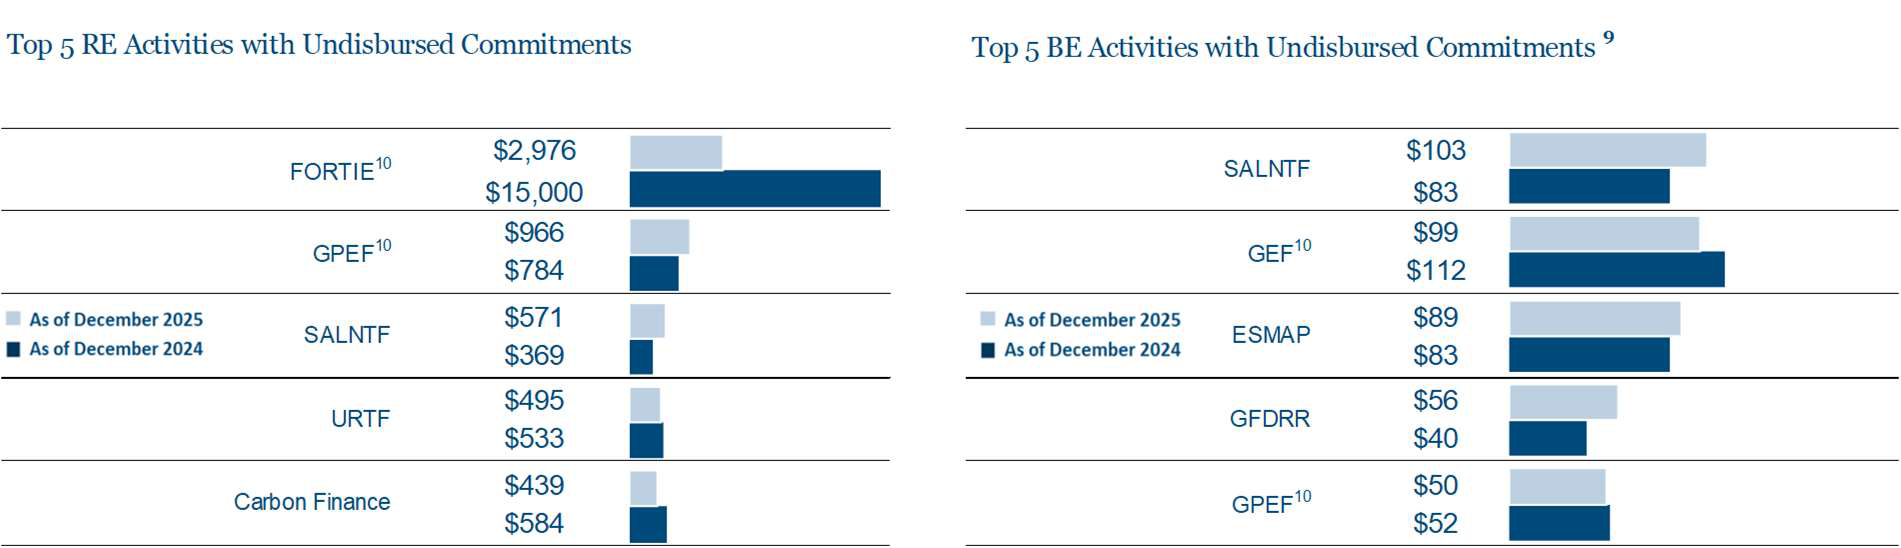 Top 5 RE Activities with Undisbursed Commitments
FORTIE10
$2,976
$15,000
GPEF10
$966
$784
As of December 2025
As of December 2024
SALNTF
$571
$369
URTF
$495
$533
Carbon Finance
$439
$584
Top 5 BE Activities with Undisbursed Commitments 9
SALNTF
$103
$83
GEF10
$99
$112
As of December 2025
As of December 2024
ESMAP
$89
$83
GFDRR
$56
$40
GPEF10
$50
$52